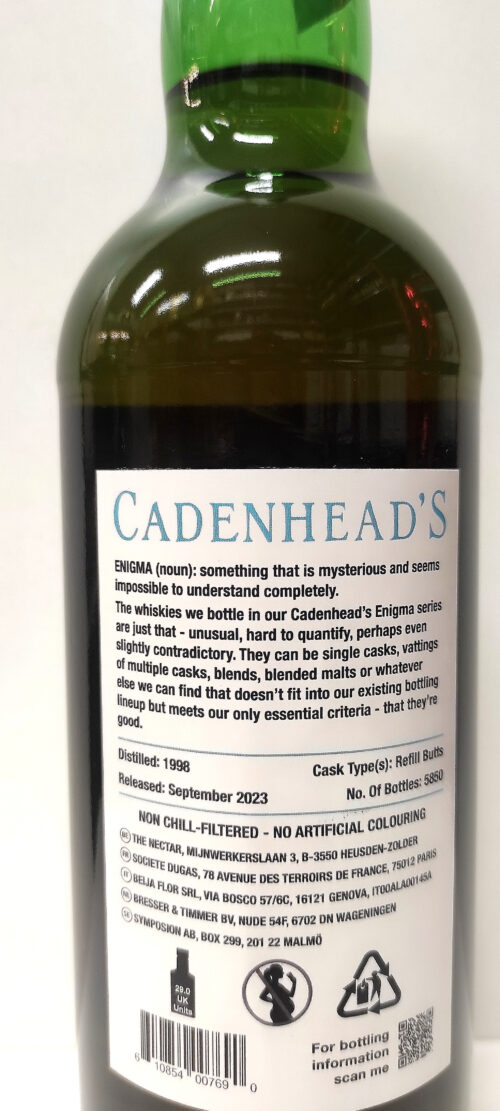 CADENHEAD'S
ENIGMA (noun): something that is mysterious and seems
impossible to understand completely.
The whiskies we bottle in our Cadenhead's Enigma series
are just that - unusual, hard to quantify, perhaps even
slightly contradictory. They can be single casks, vattings
of multiple casks, blends, blended malts or whatever
else we can find that doesn't fit into our existing bottling
lineup but meets our only essential criteria - that they're
good.
Distilled: 1998 Cask Type(s): Refill Butts
Released: September 2023 No. Of Bottles: 5850
NON CHILL-FILTERED - NO ARTIFICIAL COLOURING
THE NECTAR, MIJNWERKERSLAAN 3, B-3550 HEUSDEN-ZOLDER
SOCIETE DUGAS, 78 AVENUE DES TERROIRS DE FRANCE, 75012 PARIS
BEIJA FLOR SRL, VIA BOSCO 57/6C, 16121 GENOVA, IT00ALA00145A
BRESSER & TIMMER BV, NUDE 54F, 6702 DN WAGENINGEN
SYMPOSION AB, BOX 299, 201 22 MALMÖ
29.0
UK
Units
For bottling
information
scan me
6 10854 00769 0